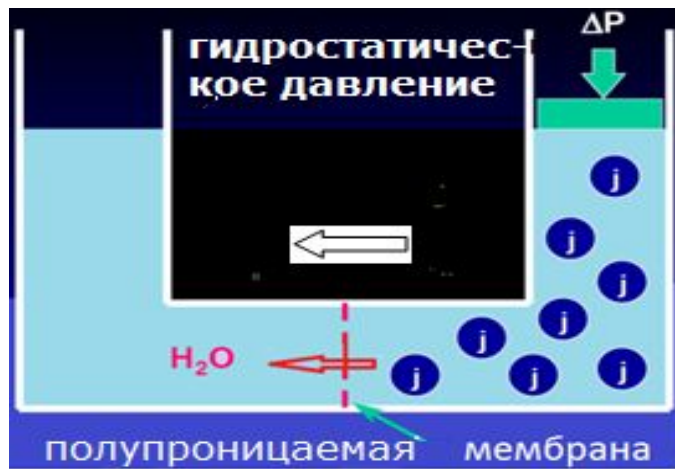 ΔP
гидростатичес-
кое давление
j
j
j
j
j
j
j
j
H₂O
полупроницаемая мембрана